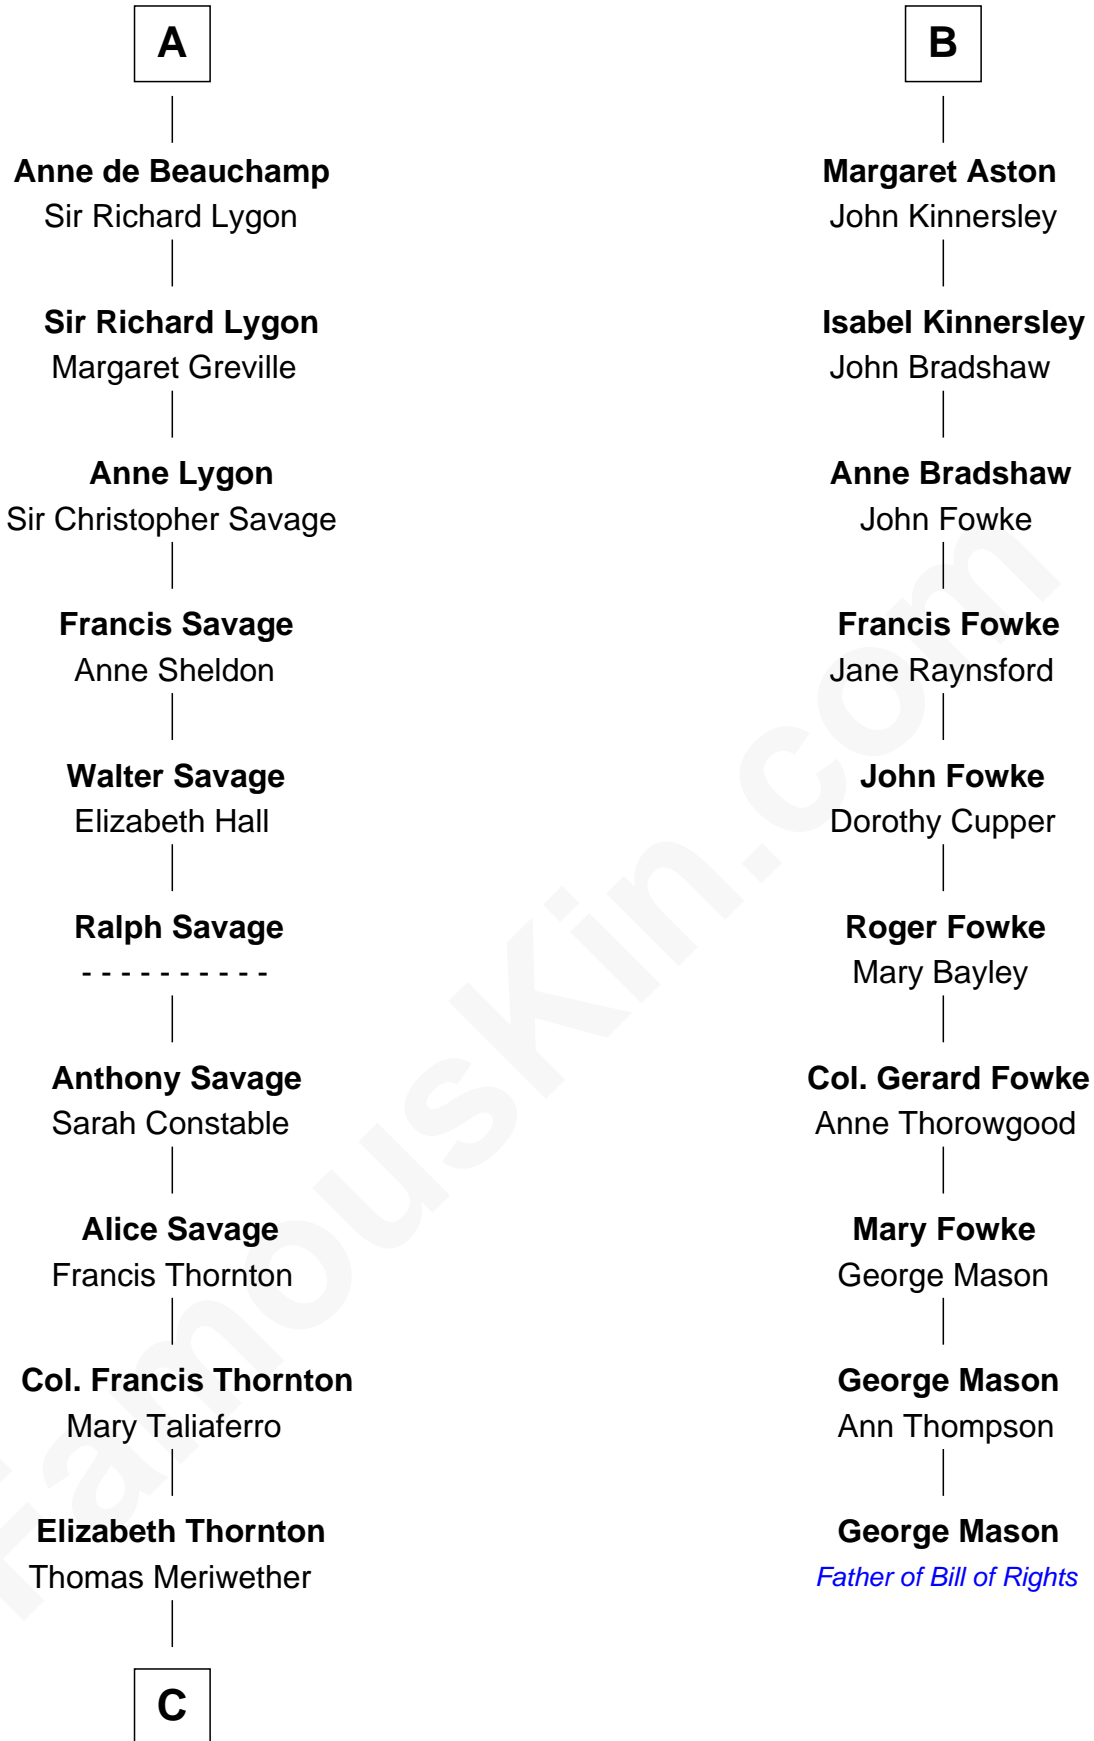 A
Anne de Beauchamp
Sir Richard Lygon
Sir Richard Lygon
Margaret Greville
Anne Lygon
Sir Christopher Savage
Francis Savage
Anne Sheldon
Walter Savage
Elizabeth Hall
Ralph Savage
- - - - - - - - - -
Anthony Savage
Sarah Constable
Alice Savage
Francis Thornton
Col. Francis Thornton
Mary Taliaferro
Elizabeth Thornton
Thomas Meriwether
C
B
Margaret Aston
John Kinnersley
Isabel Kinnersley
John Bradshaw
Anne Bradshaw
John Fowke
Francis Fowke
Jane Raynsford
John Fowke
Dorothy Cupper
Roger Fowke
Mary Bayley
Col. Gerard Fowke
Anne Thorowgood
Mary Fowke
George Mason
George Mason
Ann Thompson
George Mason
Father of Bill of Rights
FamousKin.com